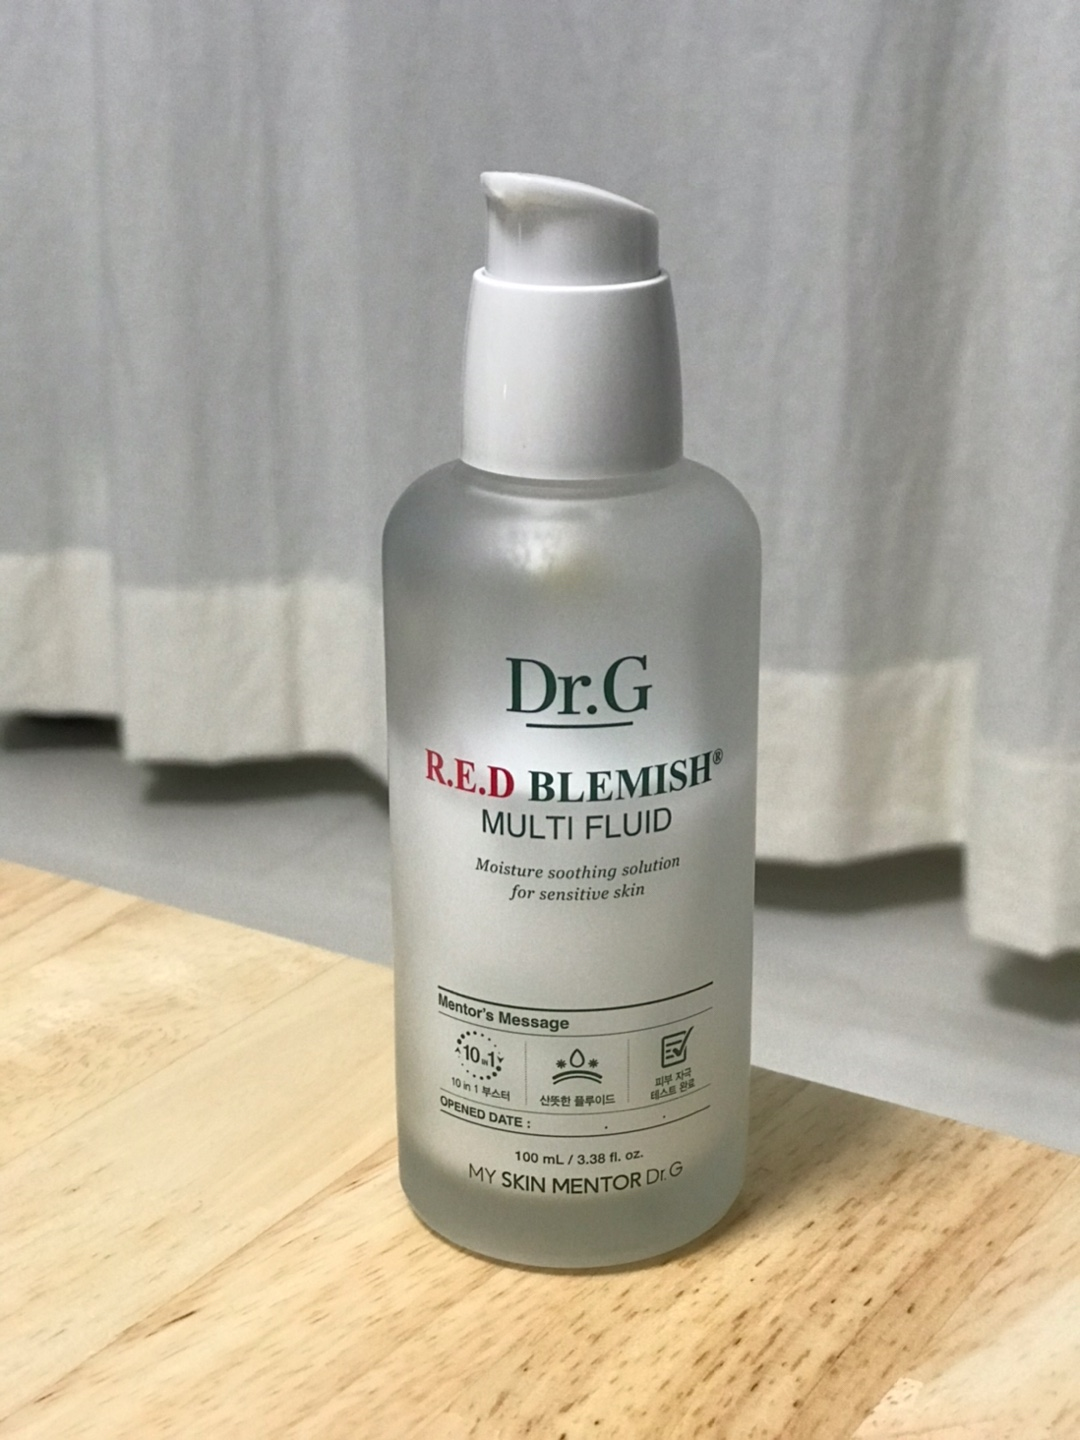 Dr.G
R.E.D BLEMISH®
MULTI FLUID
Moisture soothing solution
for sensitive skin
Mentor's Message
10 IN 1
10 in 1 부스터
산뜻한 플루이드
피부 자극
테스트 완료
OPENED DATE : . .
100 mL / 3.38 fl. oz.
MY SKIN MENTOR Dr.G